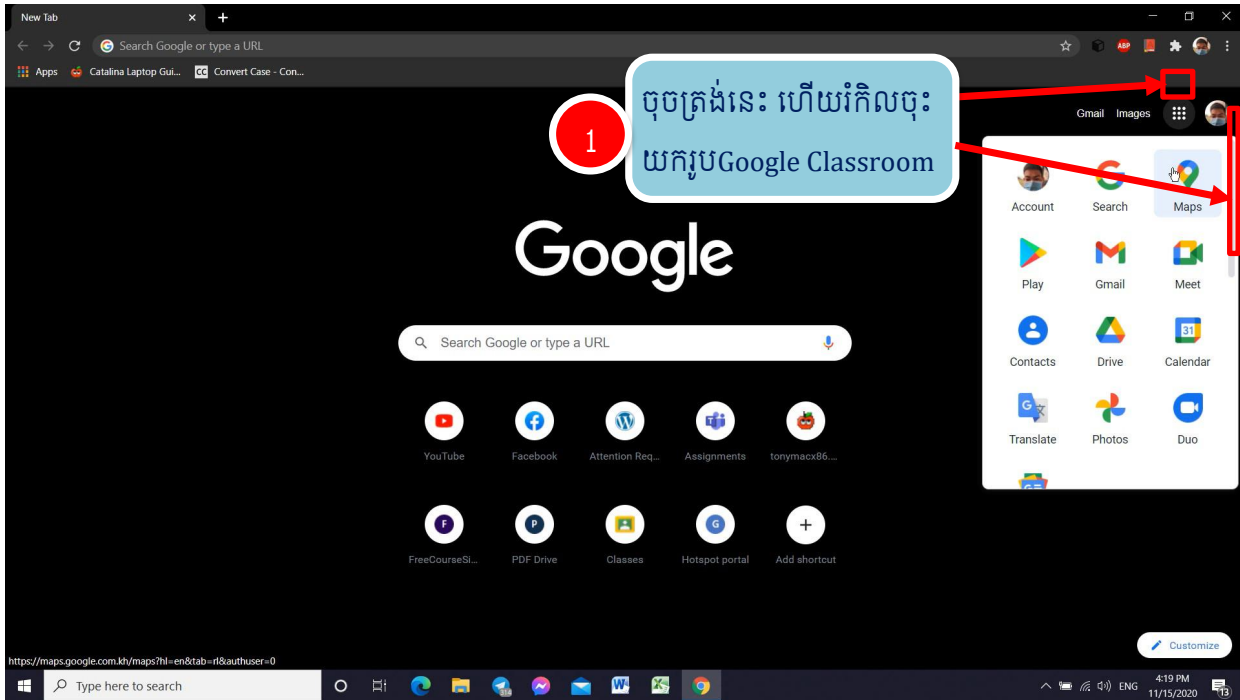 New Tab
Search Google or type a URL
ABP
Apps
Catalina Laptop Gui...
CC
Convert Case - Con...
1
ចុចត្រង់នេះ ហើយរំកិលចុះ
យករូបGoogle Classroom
Gmail
Images
Account
Search
Maps
Play
Gmail
Meet
31
Contacts
Drive
Calendar
Translate
Photos
Duo
Google
Search Google or type a URL
YouTube
Facebook
Attention Req...
Assignments
tonymacx86....
F
P
G
FreeCourseSi...
PDF Drive
Classes
Hotspot portal
Add shortcut
Customize
https://maps.google.com.kh/maps?hl=en&tab=rl&authuser=0
Type here to search
ENG
4:19 PM
11/15/2020